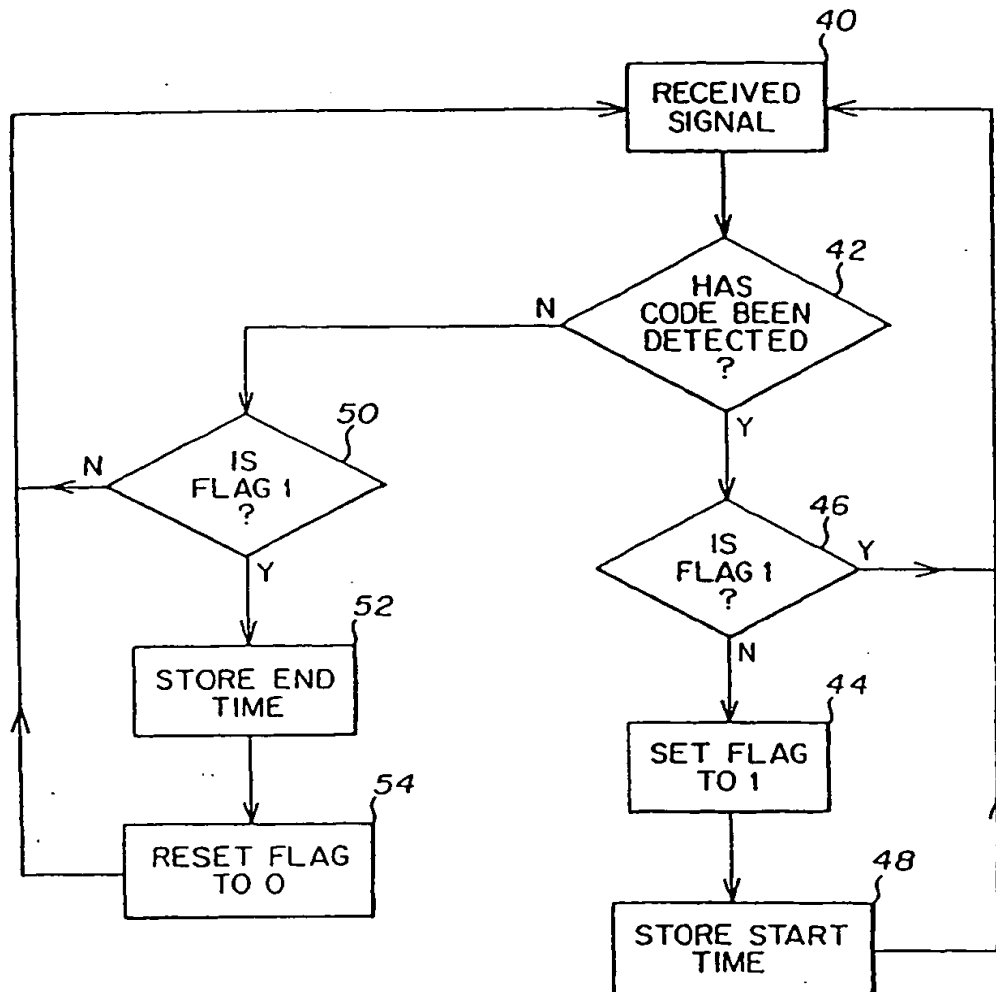 40
RECEIVED
SIGNAL
42
HAS
CODE BEEN
DETECTED
?
N
Y
50
IS
FLAG 1
?
N
Y
46
IS
FLAG 1
?
Y
N
52
STORE END
TIME
44
SET FLAG
TO 1
54
RESET FLAG
TO 0
48
STORE START
TIME